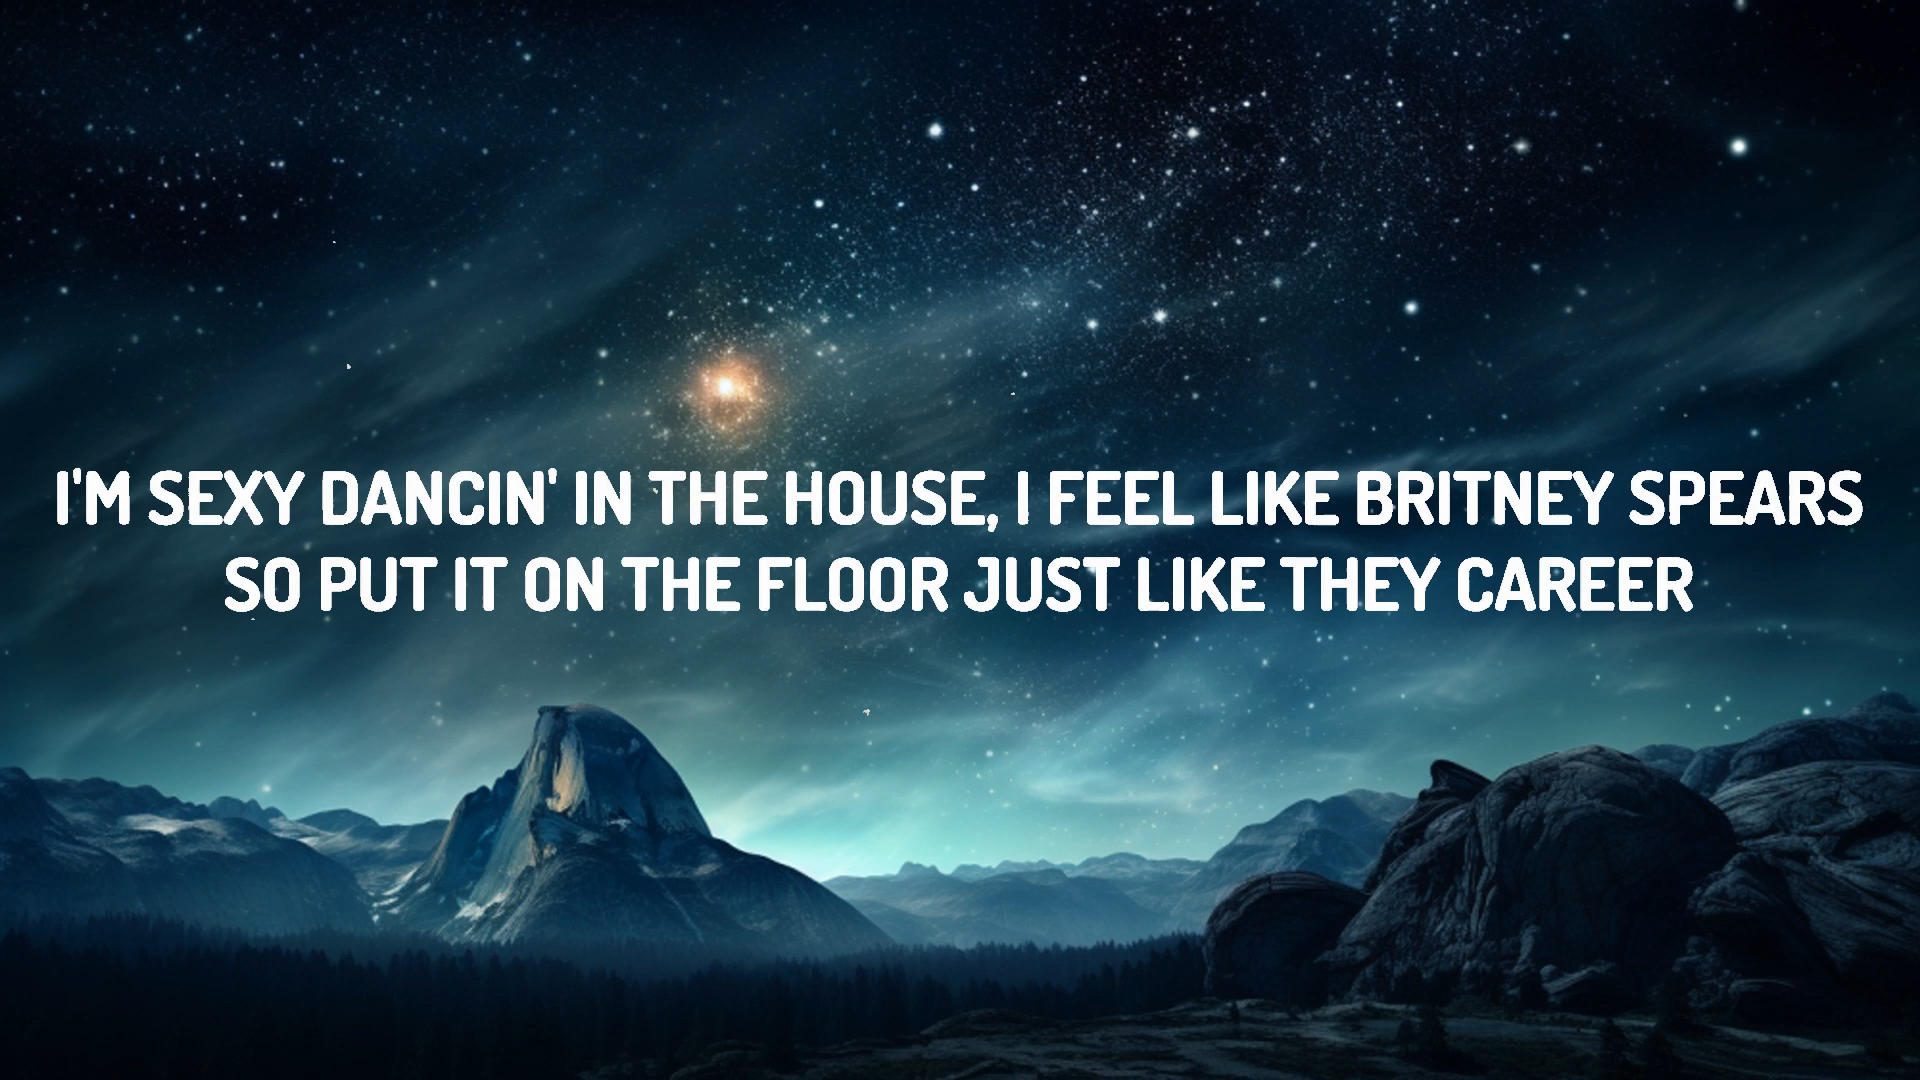 I'M SEXY DANCIN' IN THE HOUSE, I FEEL LIKE BRITNEY SPEARS
SO PUT IT ON THE FLOOR JUST LIKE THEY CAREER